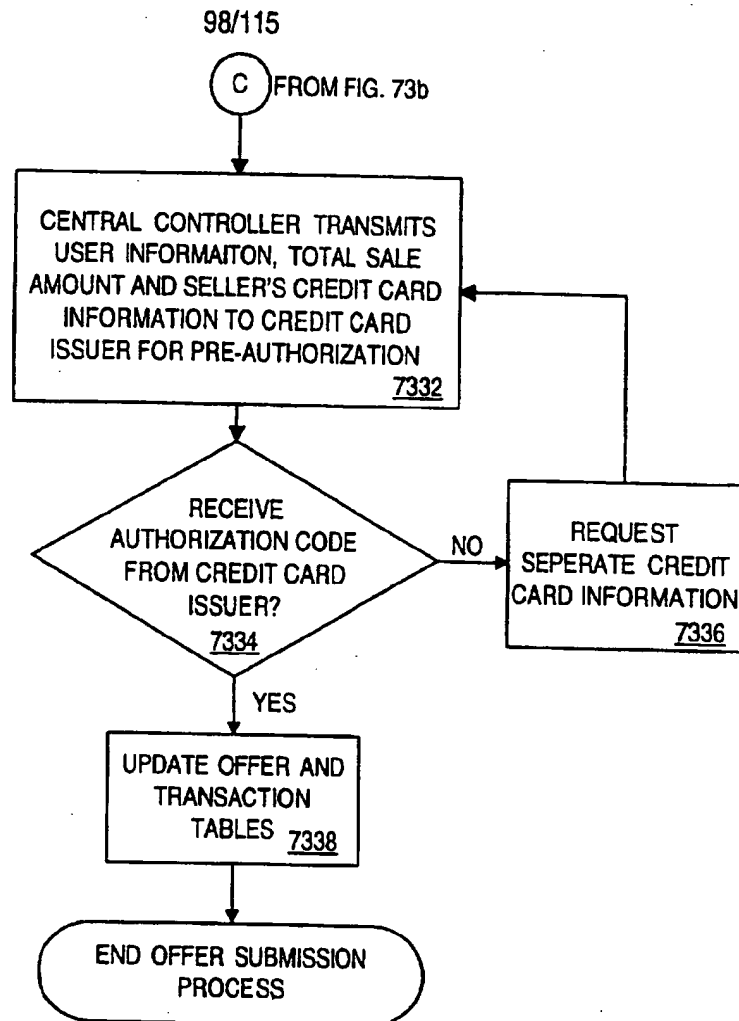 98/115
C FROM FIG. 73b
CENTRAL CONTROLLER TRANSMITS
USER INFORMAITON, TOTAL SALE
AMOUNT AND SELLER'S CREDIT CARD
INFORMATION TO CREDIT CARD
ISSUER FOR PRE-AUTHORIZATION
7332
RECEIVE
AUTHORIZATION CODE
FROM CREDIT CARD
ISSUER?
7334
NO
REQUEST
SEPERATE CREDIT
CARD INFORMATION
7336
YES
UPDATE OFFER AND
TRANSACTION
TABLES 7338
END OFFER SUBMISSION
PROCESS